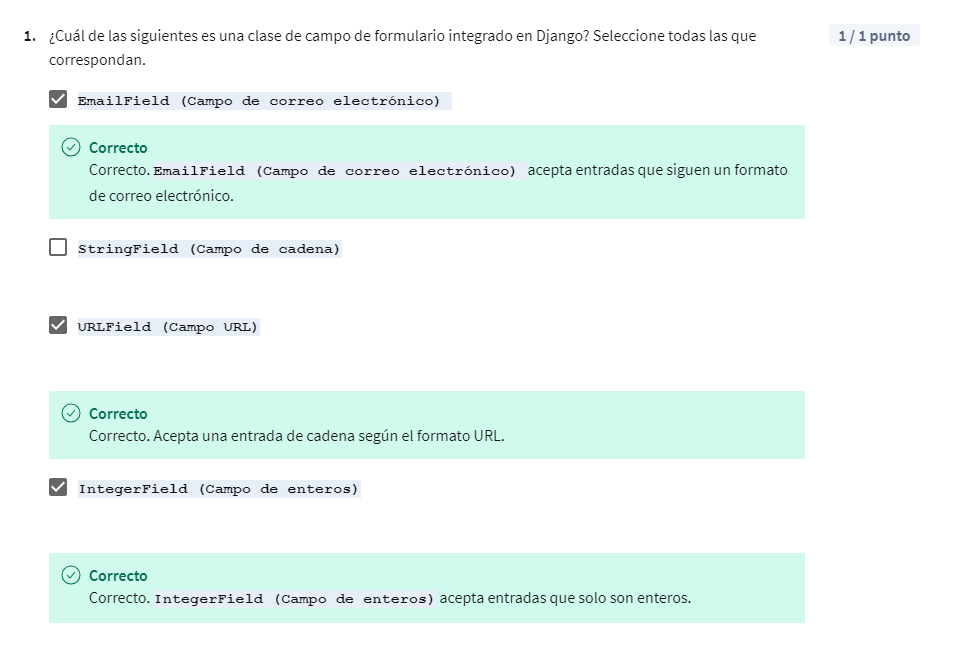 1. ¿Cuál de las siguientes es una clase de campo de formulario integrado en Django? Seleccione todas las que
correspondan.
1 / 1 punto
EmailField (Campo de correo electrónico)
Correcto
Correcto. EmailField (Campo de correo electrónico) acepta entradas que siguen un formato
de correo electrónico.
StringField (Campo de cadena)
URLField (Campo URL)
Correcto
Correcto. Acepta una entrada de cadena según el formato URL.
IntegerField (Campo de enteros)
Correcto
Correcto. IntegerField (Campo de enteros) acepta entradas que solo son enteros.